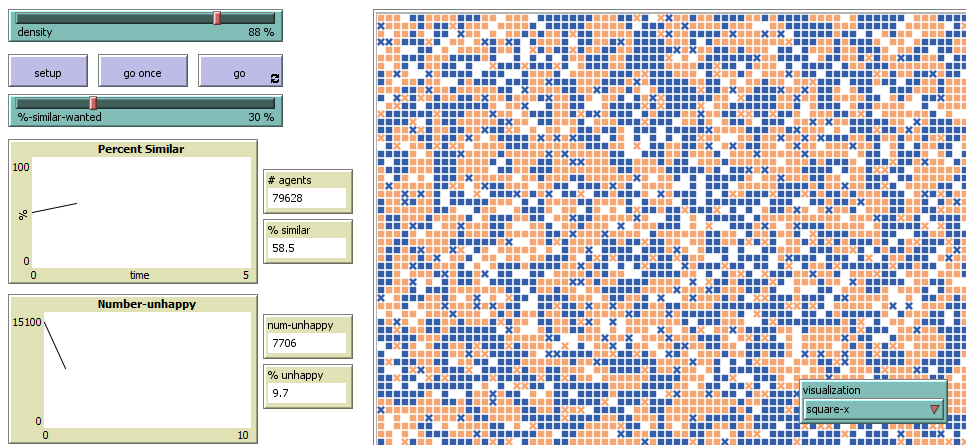 density 88 %
setup go once go
%-similar-wanted 30 %
Percent Similar
100
%
0
0 time 5
# agents
79628
% similar
58.5
Number-unhappy
15100
0
0 10
num-unhappy
7706
% unhappy
9.7
visualization
square-x